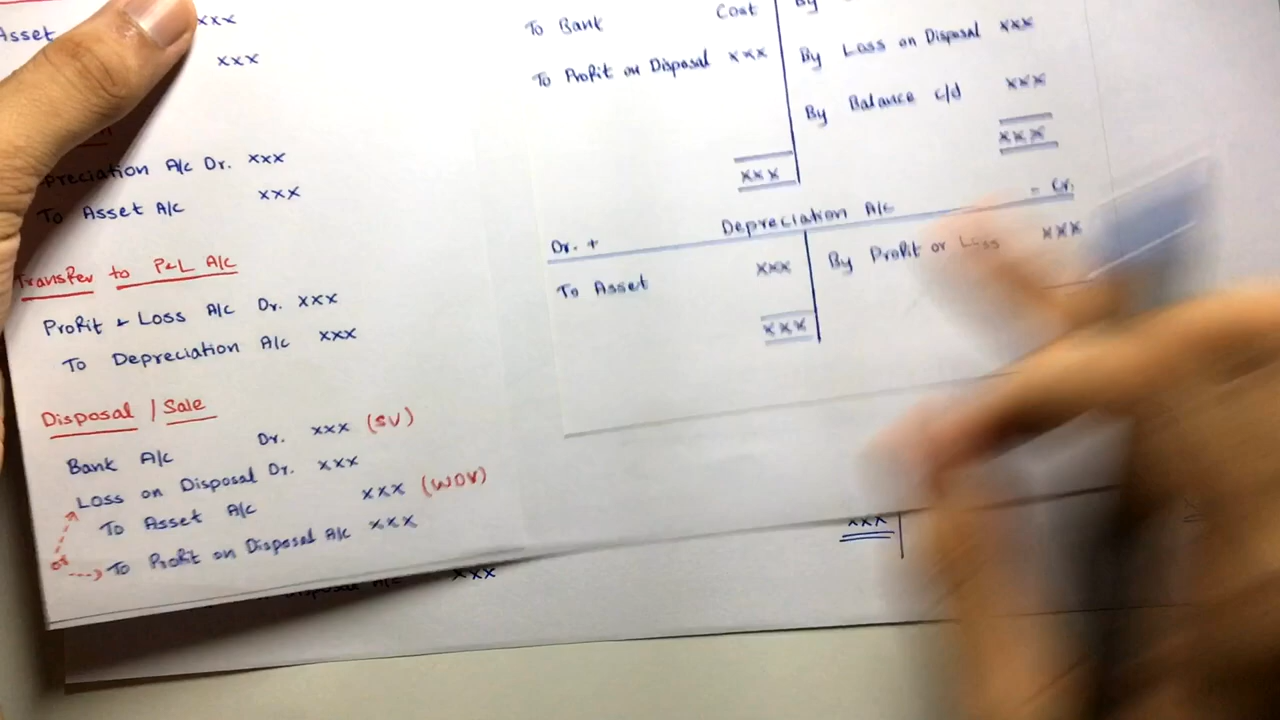 Asset xxx
xxx
preciation A/c Dr. xxx
To Asset A/c xxx
Transfer to P&L A/c
Profit & Loss A/c Dr. xxx
To Depreciation A/c xxx
Disposal / Sale
Bank A/c Dr. xxx (SV)
Loss on Disposal Dr. xxx
To Asset A/c xxx (WDV)
or
To Profit on Disposal A/c xxx
xxx
To Bank Cost
To Profit on Disposal xxx
xxx
By
By Loss on Disposal xxx
By Balance c/d xxx
xxx
Depreciation A/c
Dr. + - Cr.
To Asset xxx
xxx
By Profit or Loss xxx
xxx